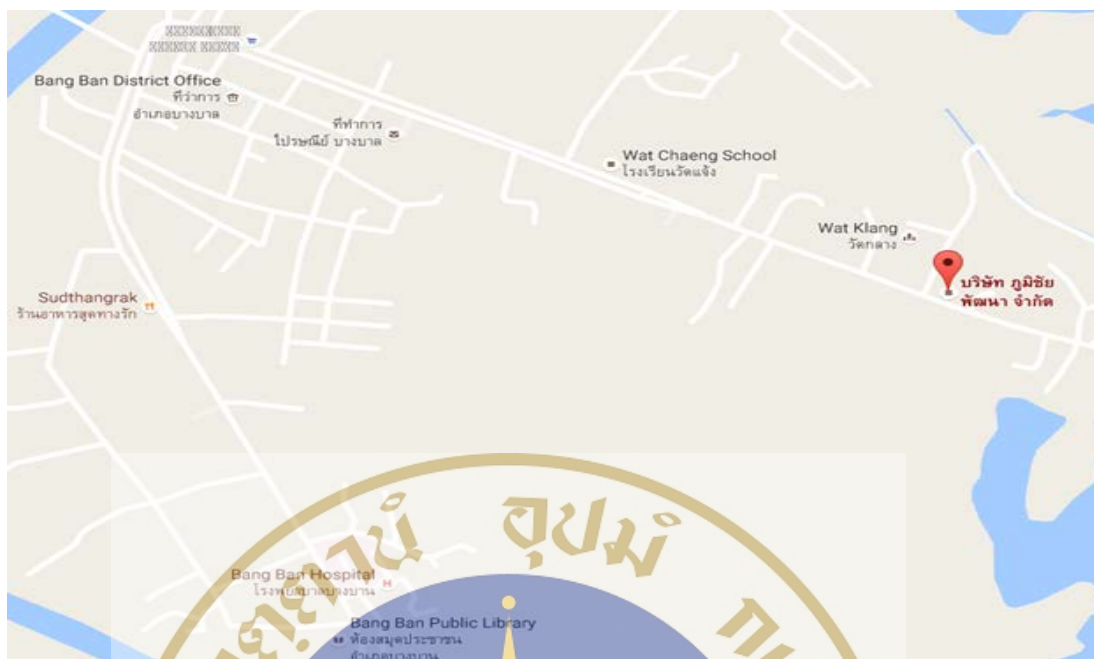 Bang Ban District Office
ที่ว่าการ
อำเภอบางบาล
ที่ทำการ
ไปรษณีย์ บางบาล
Wat Chaeng School
โรงเรียนวัดแจ้ง
Wat Klang
วัดกลาง
บริษัท ภูมิชัย
พัฒนา จำกัด
Sudthangrak
ร้านอาหารสุดทางรัก
อุปมํ
Bang Ban Hospital
Bang Ban Public Library
ห้องสมุดประชาชน